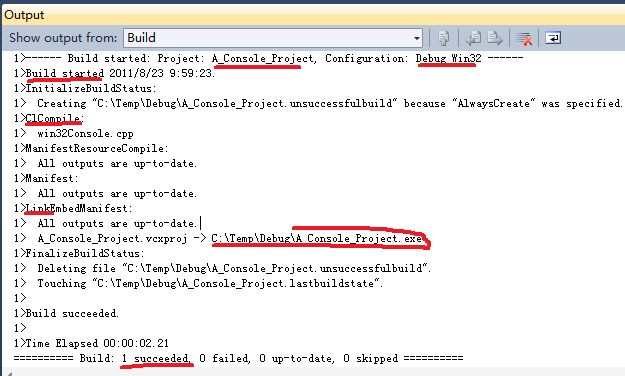 Output
Show output from: Build
1>------ Build started: Project: A_Console_Project, Configuration: Debug Win32 ------
1>Build started 2011/8/23 9:59:23.
1>InitializeBuildStatus:
1>  Creating "C:\Temp\Debug\A_Console_Project.unsuccessfulbuild" because "AlwaysCreate" was specified.
1>ClCompile:
1>  win32Console.cpp
1>ManifestResourceCompile:
1>  All outputs are up-to-date.
1>Manifest:
1>  All outputs are up-to-date.
1>LinkEmbedManifest:
1>  All outputs are up-to-date.
1>  A_Console_Project.vcxproj -> C:\Temp\Debug\A_Console_Project.exe
1>FinalizeBuildStatus:
1>  Deleting file "C:\Temp\Debug\A_Console_Project.unsuccessfulbuild".
1>  Touching "C:\Temp\Debug\A_Console_Project.lastbuildstate".
1>
1>Build succeeded.
1>
1>Time Elapsed 00:00:02.21
========== Build: 1 succeeded, 0 failed, 0 up-to-date, 0 skipped ==========